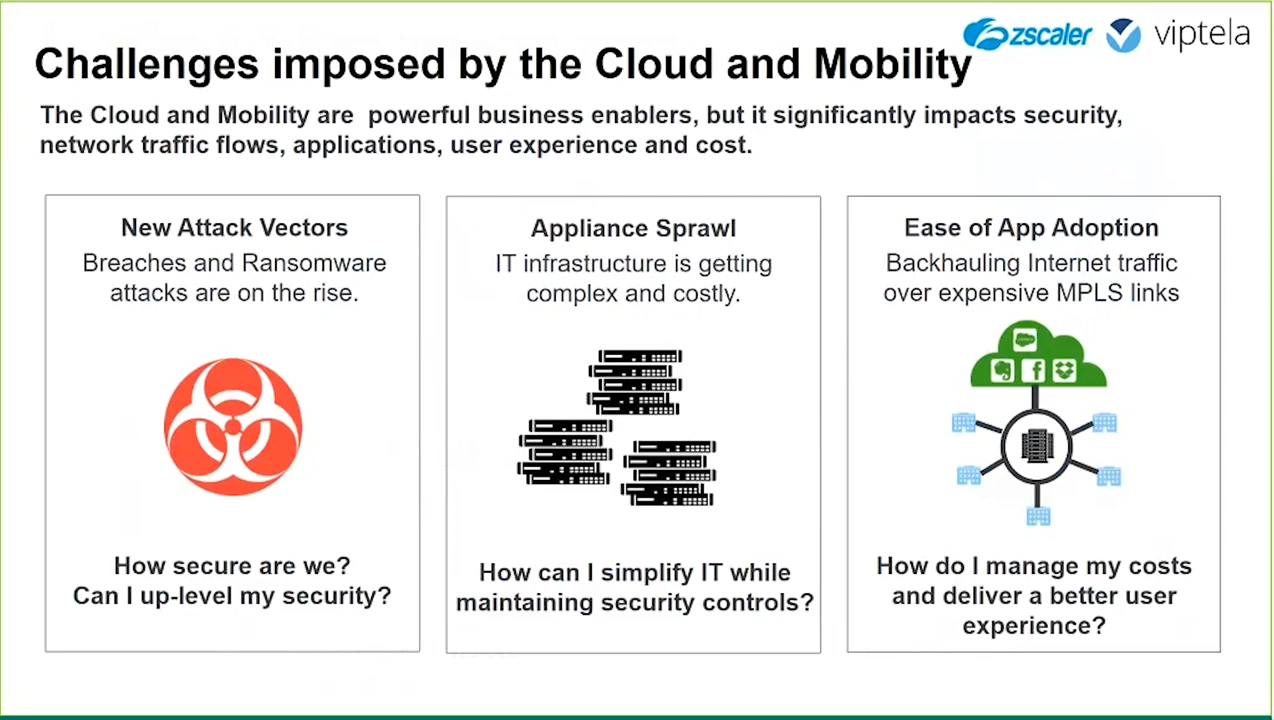 zscaler
viptela
Challenges imposed by the Cloud and Mobility
The Cloud and Mobility are powerful business enablers, but it significantly impacts security,
network traffic flows, applications, user experience and cost.
New Attack Vectors
Breaches and Ransomware
attacks are on the rise.
How secure are we?
Can I up-level my security?
Appliance Sprawl
IT infrastructure is getting
complex and costly.
How can I simplify IT while
maintaining security controls?
Ease of App Adoption
Backhauling Internet traffic
over expensive MPLS links
How do I manage my costs
and deliver a better user
experience?